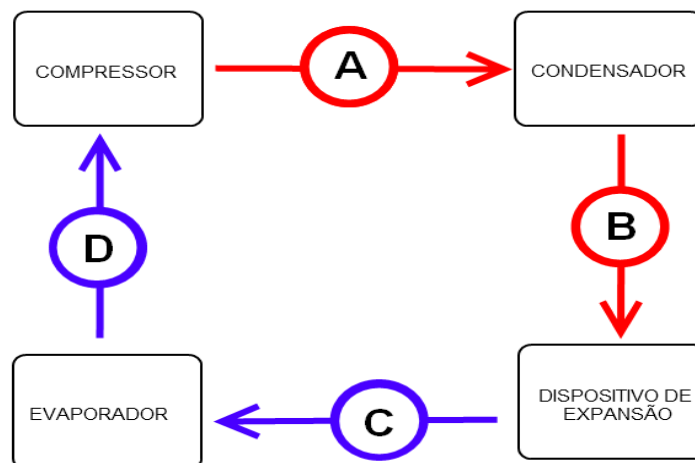 COMPRESSOR
A
CONDENSADOR
D
B
EVAPORADOR
C
DISPOSITIVO DE
EXPANSÃO